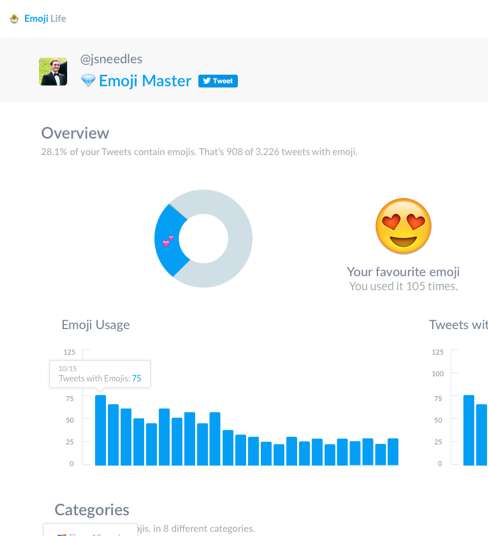 Emoji Life
@jsneedles
Emoji Master
Tweet
Overview
28.1% of your Tweets contain emojis. That's 908 of 3,226 tweets with emoji.
Your favourite emoji
You used it 105 times.
Emoji Usage
Tweets wit
125
10/15
Tweets with Emojis: 75
75
50
25
0
125
100
75
50
25
0
Categories
ojis, in 8 different categories.